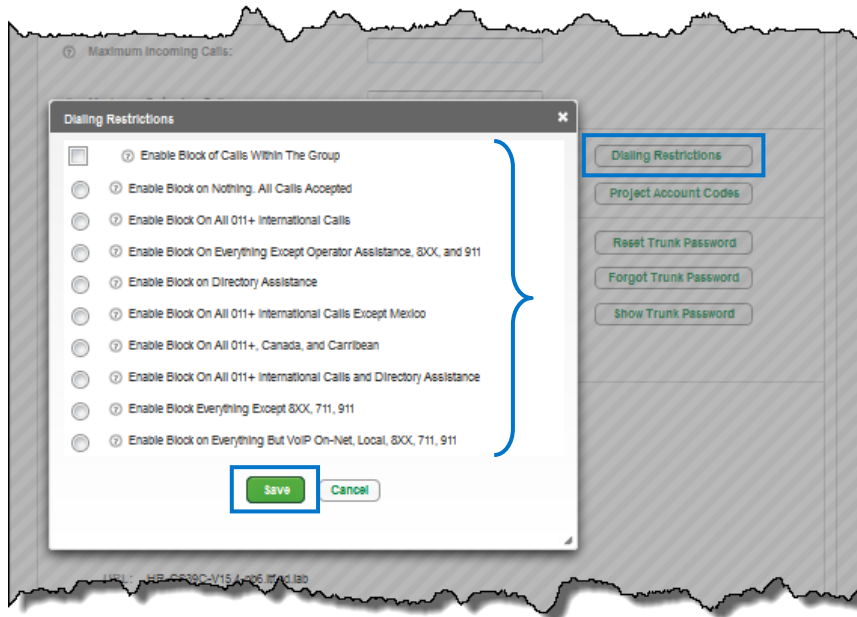 Maximum Incoming Calls:
Dialing Restrictions
Enable Block of Calls Within The Group
Enable Block on Nothing. All Calls Accepted
Enable Block On All 011+ International Calls
Enable Block On Everything Except Operator Assistance, 8XX, and 911
Enable Block on Directory Assistance
Enable Block On All 011+ International Calls Except Mexico
Enable Block On All 011+, Canada, and Carribean
Enable Block On All 011+ International Calls and Directory Assistance
Enable Block Everything Except 8XX, 711, 911
Enable Block on Everything But VoIP On-Net, Local, 8XX, 711, 911
Save
Cancel
Dialing Restrictions
Project Account Codes
Reset Trunk Password
Forgot Trunk Password
Show Trunk Password